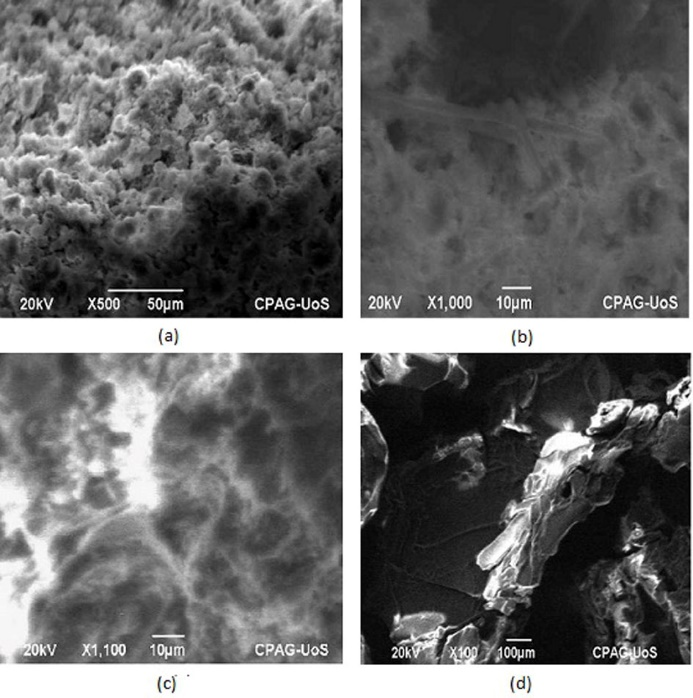 20kV X500 50µm CPAG-UoS
(a)
20kV X1,000 10µm CPAG-UoS
(b)
20kV X1,100 10µm CPAG-UoS
(c)
20kV X100 100µm CPAG-UoS
(d)